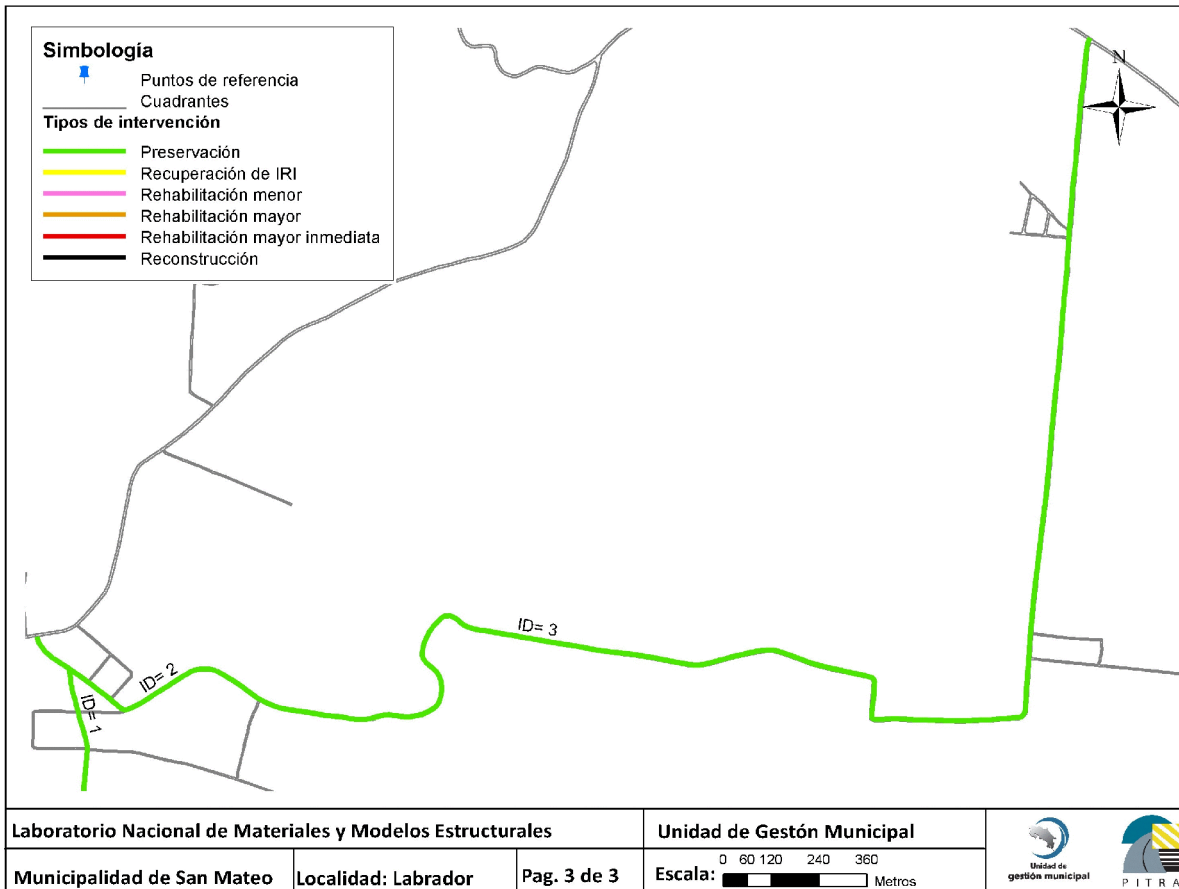 Simbología
Puntos de referencia
Cuadrantes
Tipos de intervención
Preservación
Recuperación de IRI
Rehabilitación menor
Rehabilitación mayor
Rehabilitación mayor inmediata
Reconstrucción
N
ID= 3
ID= 2
ID= 1
Laboratorio Nacional de Materiales y Modelos Estructurales
Unidad de Gestón Municipal
Municipalidad de San Mateo
Localidad: Labrador
Pag. 3 de 3
Escala:
0 60 120 240 360
Metros
Unidad de
gestión municipal
PITRA